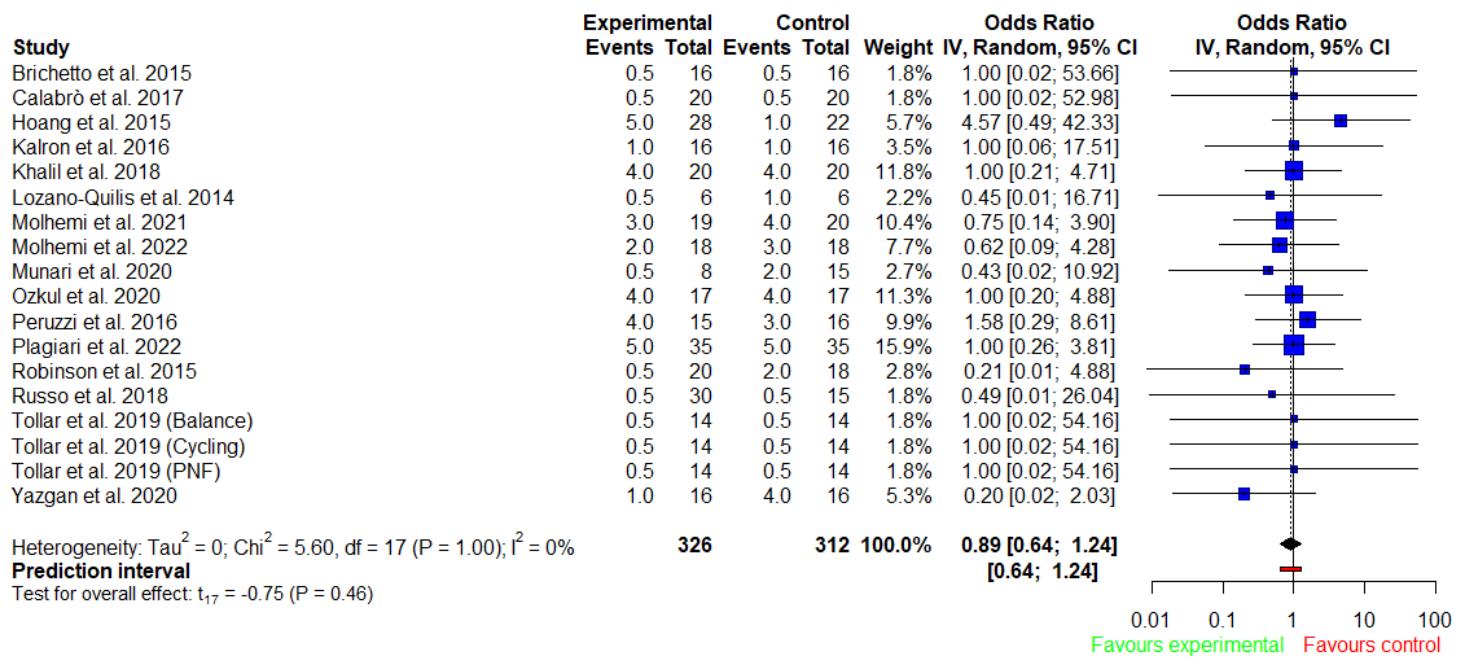 Experimental Control Odds Ratio Odds Ratio
Study Events Total Events Total Weight IV, Random, 95% CI IV, Random, 95% CI
Brichetto et al. 2015 0.5 16 0.5 16 1.8% 1.00 [0.02; 53.66]
Calabrò et al. 2017 0.5 20 0.5 20 1.8% 1.00 [0.02; 52.98]
Hoang et al. 2015 5.0 28 1.0 22 5.7% 4.57 [0.49; 42.33]
Kalron et al. 2016 1.0 16 1.0 16 3.5% 1.00 [0.06; 17.51]
Khalil et al. 2018 4.0 20 4.0 20 11.8% 1.00 [0.21; 4.71]
Lozano-Quilis et al. 2014 0.5 6 1.0 6 2.2% 0.45 [0.01; 16.71]
Molhemi et al. 2021 3.0 19 4.0 20 10.4% 0.75 [0.14; 3.90]
Molhemi et al. 2022 2.0 18 3.0 18 7.7% 0.62 [0.09; 4.28]
Munari et al. 2020 0.5 8 2.0 15 2.7% 0.43 [0.02; 10.92]
Ozkul et al. 2020 4.0 17 4.0 17 11.3% 1.00 [0.20; 4.88]
Peruzzi et al. 2016 4.0 15 3.0 16 9.9% 1.58 [0.29; 8.61]
Plagiari et al. 2022 5.0 35 5.0 35 15.9% 1.00 [0.26; 3.81]
Robinson et al. 2015 0.5 20 2.0 18 2.8% 0.21 [0.01; 4.88]
Russo et al. 2018 0.5 30 0.5 15 1.8% 0.49 [0.01; 26.04]
Tollar et al. 2019 (Balance) 0.5 14 0.5 14 1.8% 1.00 [0.02; 54.16]
Tollar et al. 2019 (Cycling) 0.5 14 0.5 14 1.8% 1.00 [0.02; 54.16]
Tollar et al. 2019 (PNF) 0.5 14 0.5 14 1.8% 1.00 [0.02; 54.16]
Yazgan et al. 2020 1.0 16 4.0 16 5.3% 0.20 [0.02; 2.03]
Heterogeneity: Tau² = 0; Chi² = 5.60, df = 17 (P = 1.00); I² = 0% 326 312 100.0% 0.89 [0.64; 1.24]
Prediction interval [0.64; 1.24]
Test for overall effect: t₁₇ = -0.75 (P = 0.46)
0.01 0.1 1 10 100
Favours experimental Favours control